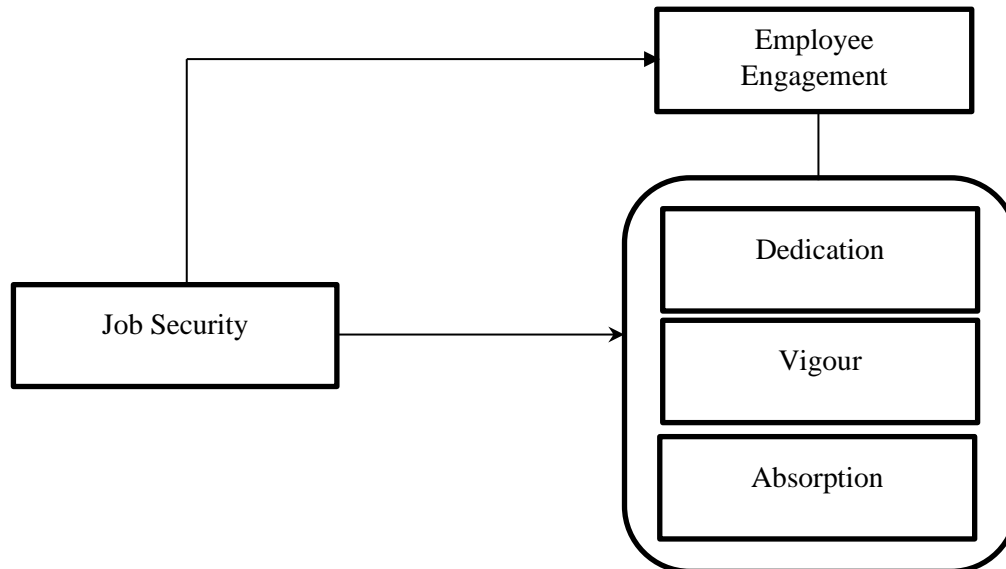 Employee
Engagement
Dedication
Job Security
Vigour
Absorption